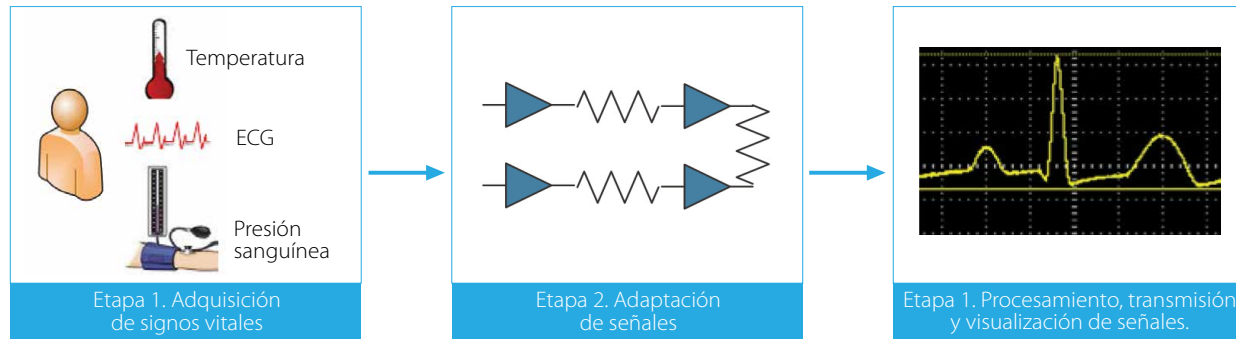 Temperatura
ECG
Presión
sanguínea
Etapa 1. Adquisición
de signos vitales
Etapa 2. Adaptación
de señales
Etapa 1. Procesamiento, transmisión
y visualización de señales.